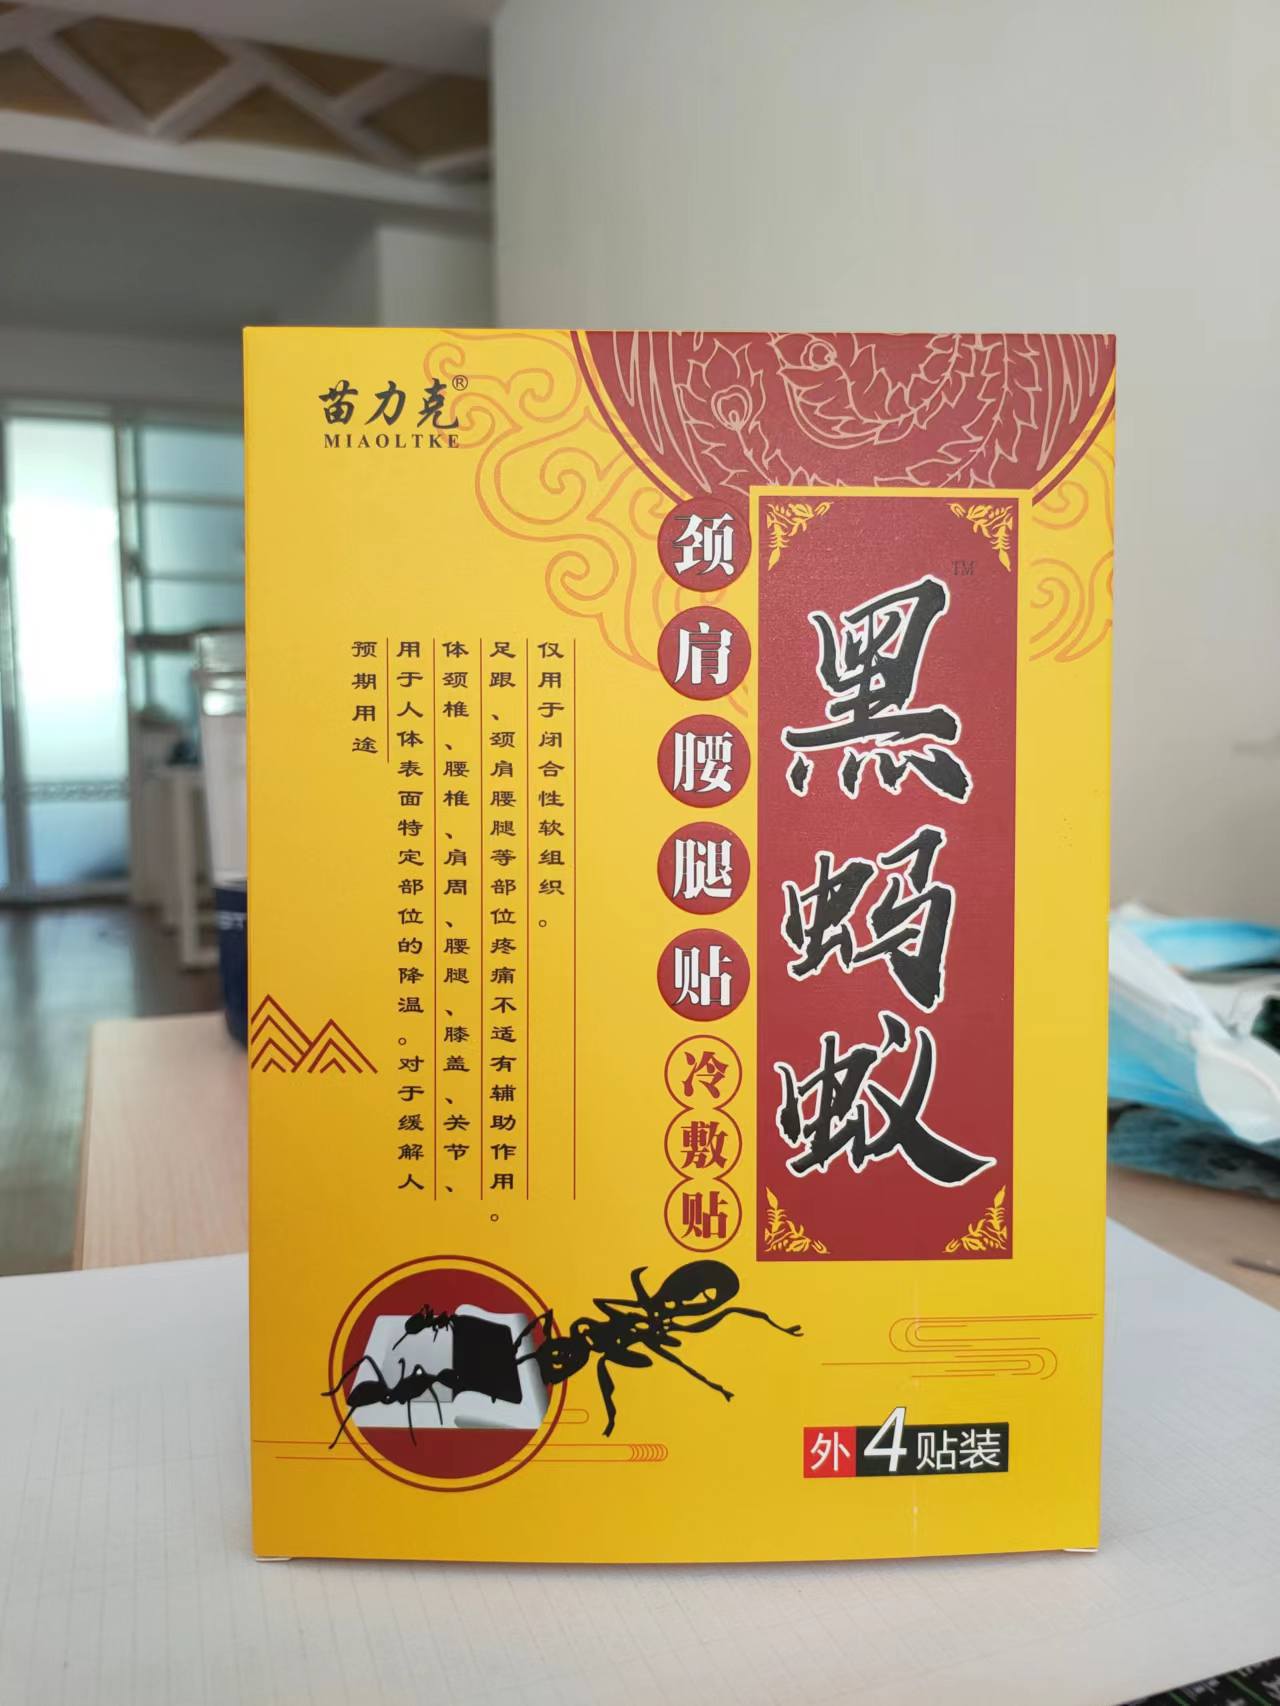 苗力克®
MIAOLTKE
黑蚂蚁™
颈肩腰腿贴
冷敷贴
预期用途
用于人体表面特定部位的降温。对于缓解人
体颈椎、腰椎、肩周、腰腿、膝盖、关节、
足跟、颈肩腰腿等部位疼痛不适有辅助作用。
仅用于闭合性软组织。
外4贴装
ST